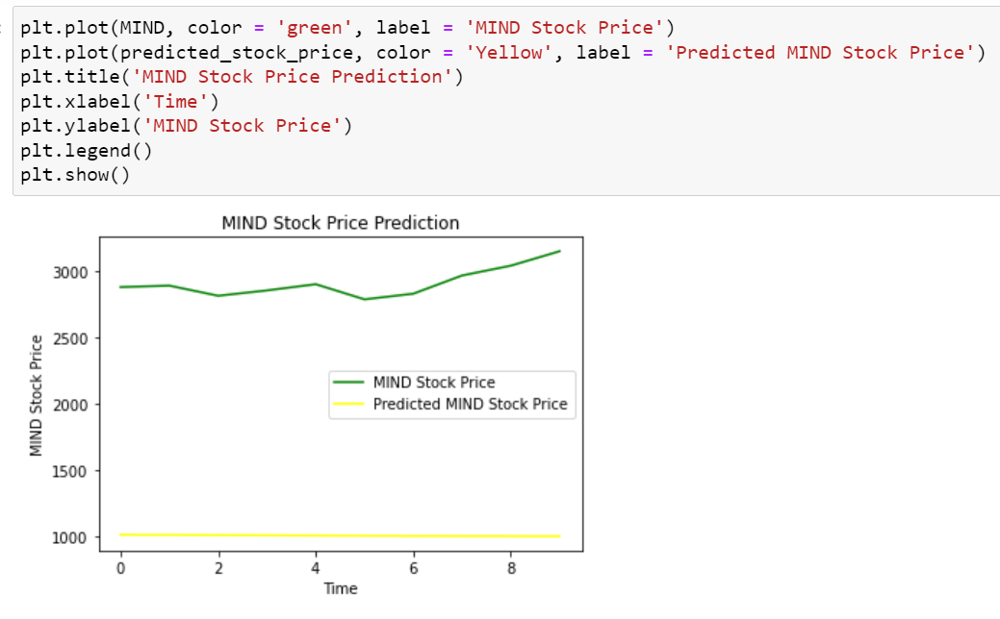 plt.plot(MIND, color = 'green', label = 'MIND Stock Price')
plt.plot(predicted_stock_price, color = 'Yellow', label = 'Predicted MIND Stock Price')
plt.title('MIND Stock Price Prediction')
plt.xlabel('Time')
plt.ylabel('MIND Stock Price')
plt.legend()
plt.show()
MIND Stock Price Prediction
MIND Stock Price
3000
2500
2000
1500
1000
MIND Stock Price
Predicted MIND Stock Price
0 2 4 6 8
Time